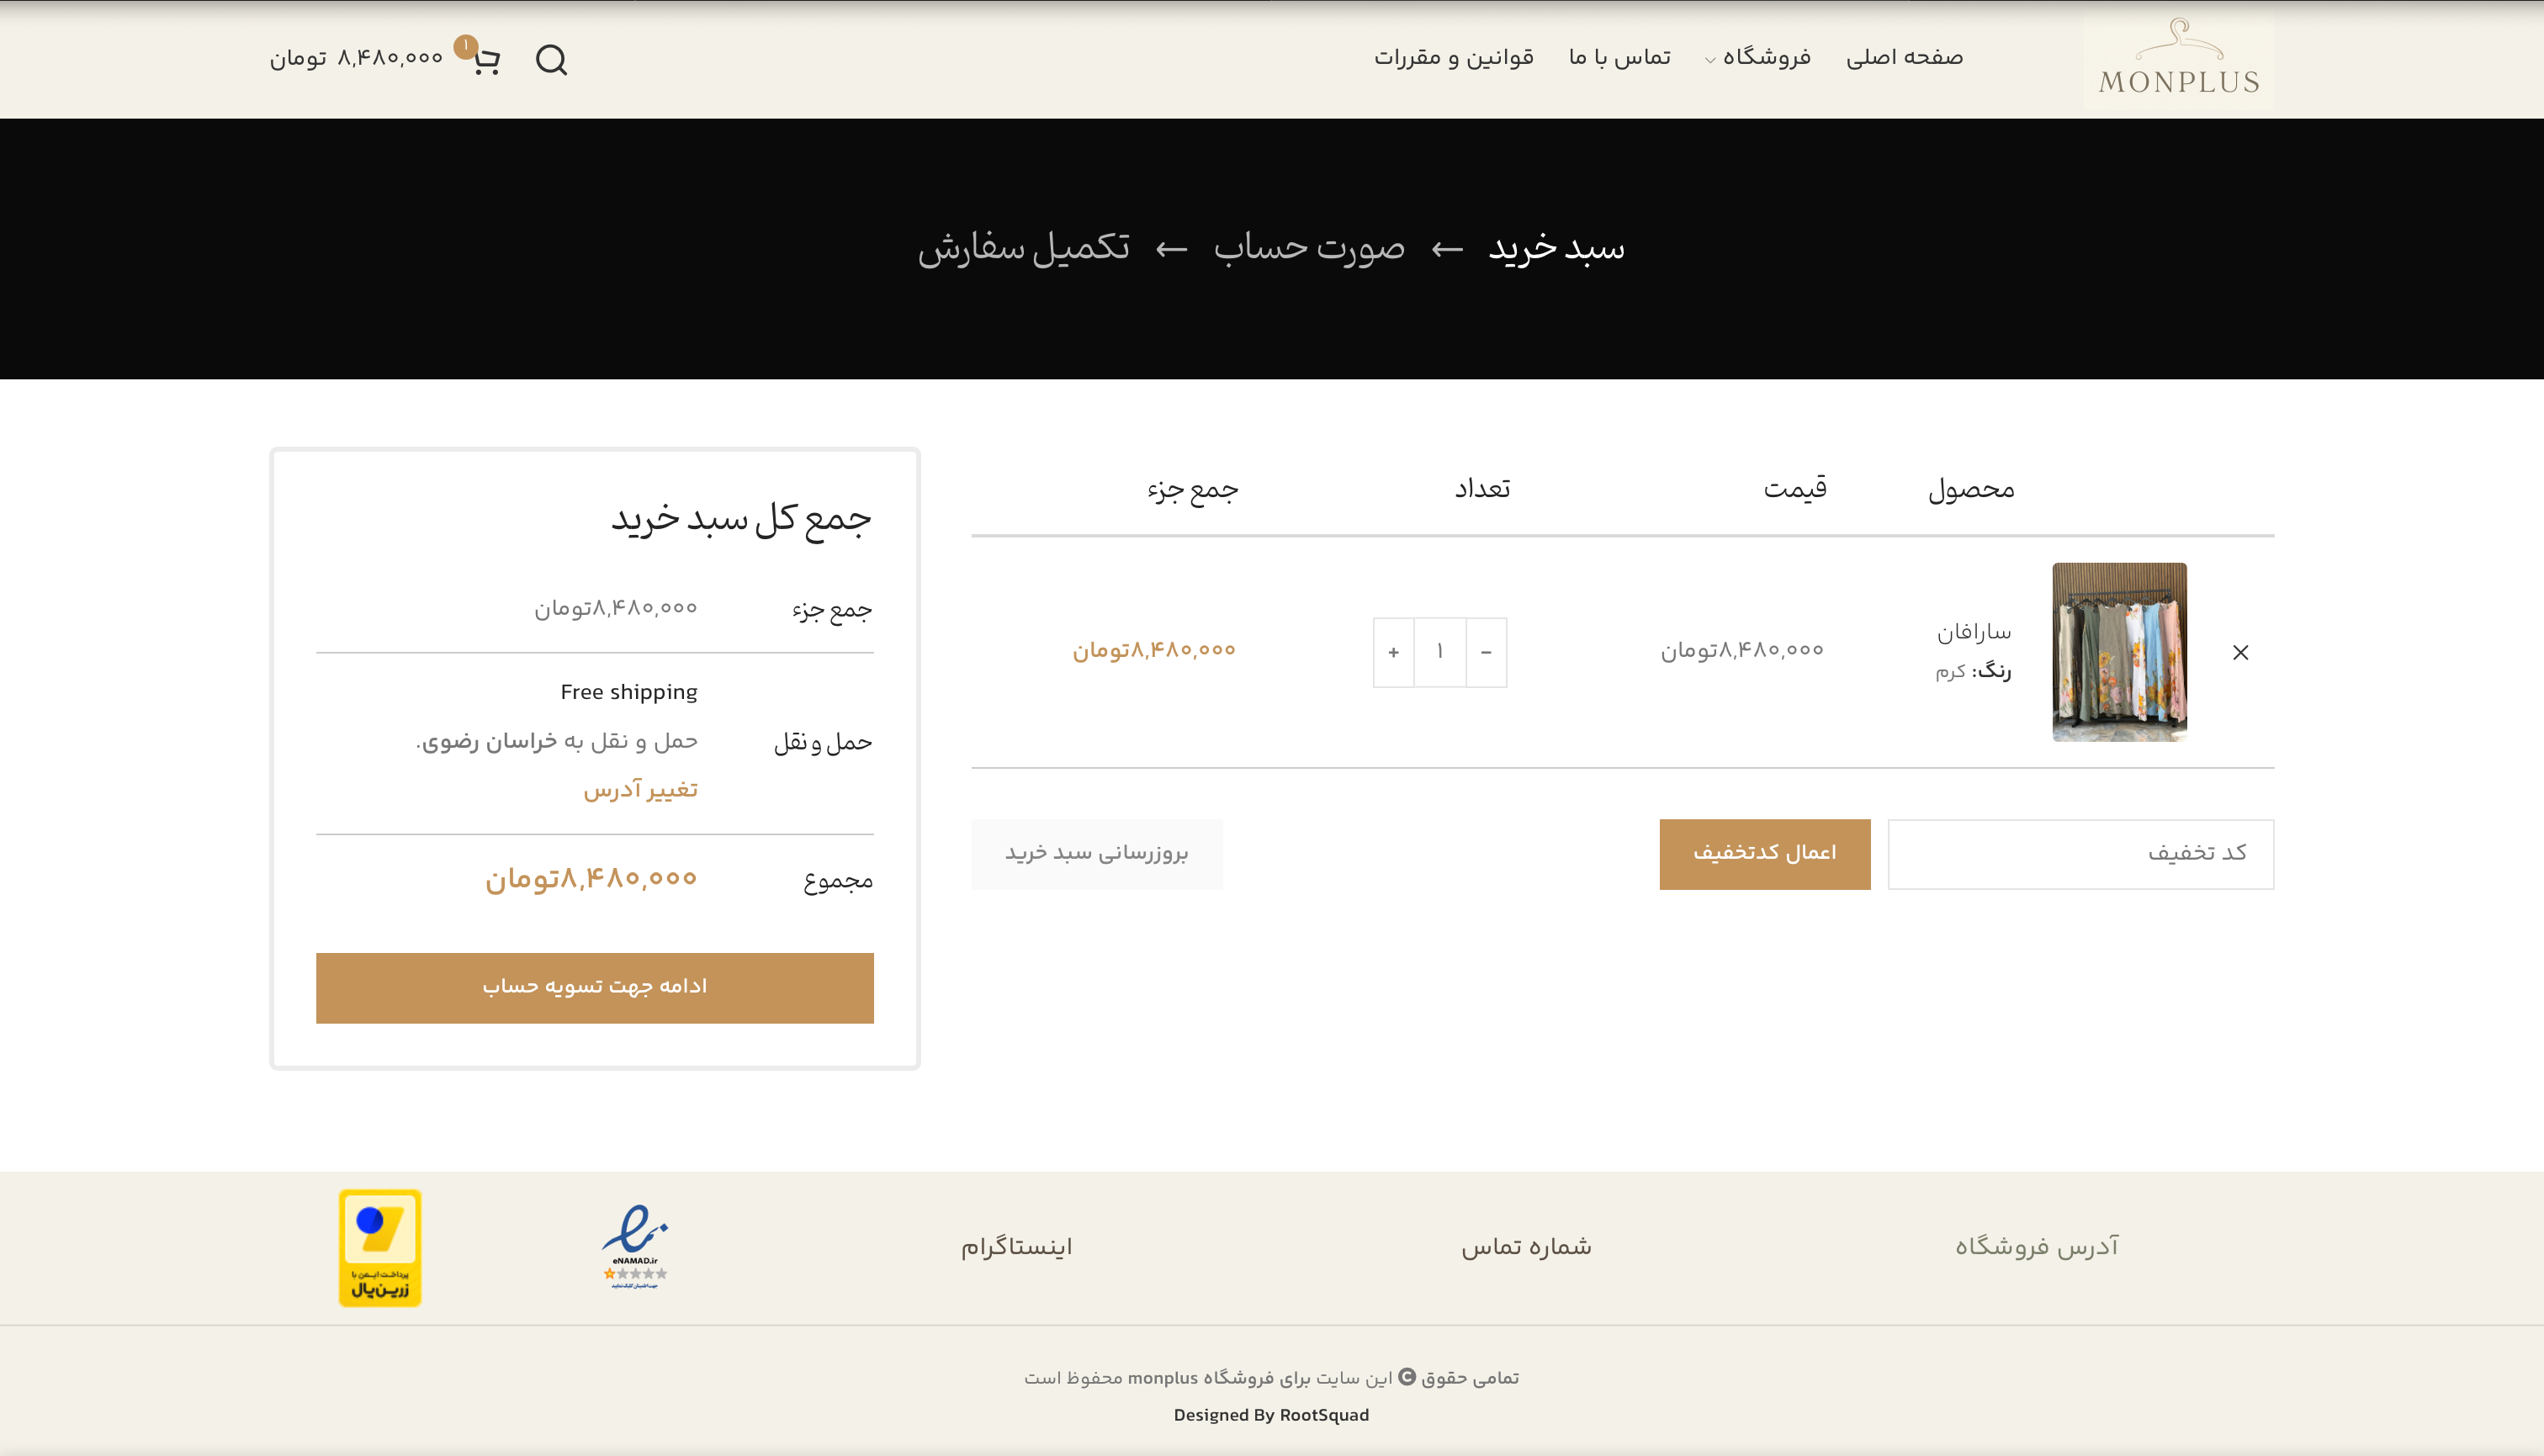 MONPLUS
صفحه اصلی
فروشگاه
تماس با ما
قوانین و مقررات
۱
۸,۴۸۰,۰۰۰ تومان
سبد خرید ← صورت حساب ← تکمیل سفارش
محصول قیمت تعداد جمع جزء
سارافان
رنگ: کرم
۸,۴۸۰,۰۰۰تومان
- ۱ +
۸,۴۸۰,۰۰۰تومان
کد تخفیف
اعمال کدتخفیف
بروزرسانی سبد خرید
جمع کل سبد خرید
جمع جزء ۸,۴۸۰,۰۰۰تومان
حمل و نقل
Free shipping
حمل و نقل به خراسان رضوی.
تغییر آدرس
مجموع ۸,۴۸۰,۰۰۰تومان
ادامه جهت تسویه حساب
آدرس فروشگاه
شماره تماس
اینستاگرام
eNAMAD.ir
جهت اطمینان کلیک نمایید
پرداخت ایمن با
زرین‌پال
تمامی حقوق © این سایت برای فروشگاه monplus محفوظ است
Designed By RootSquad